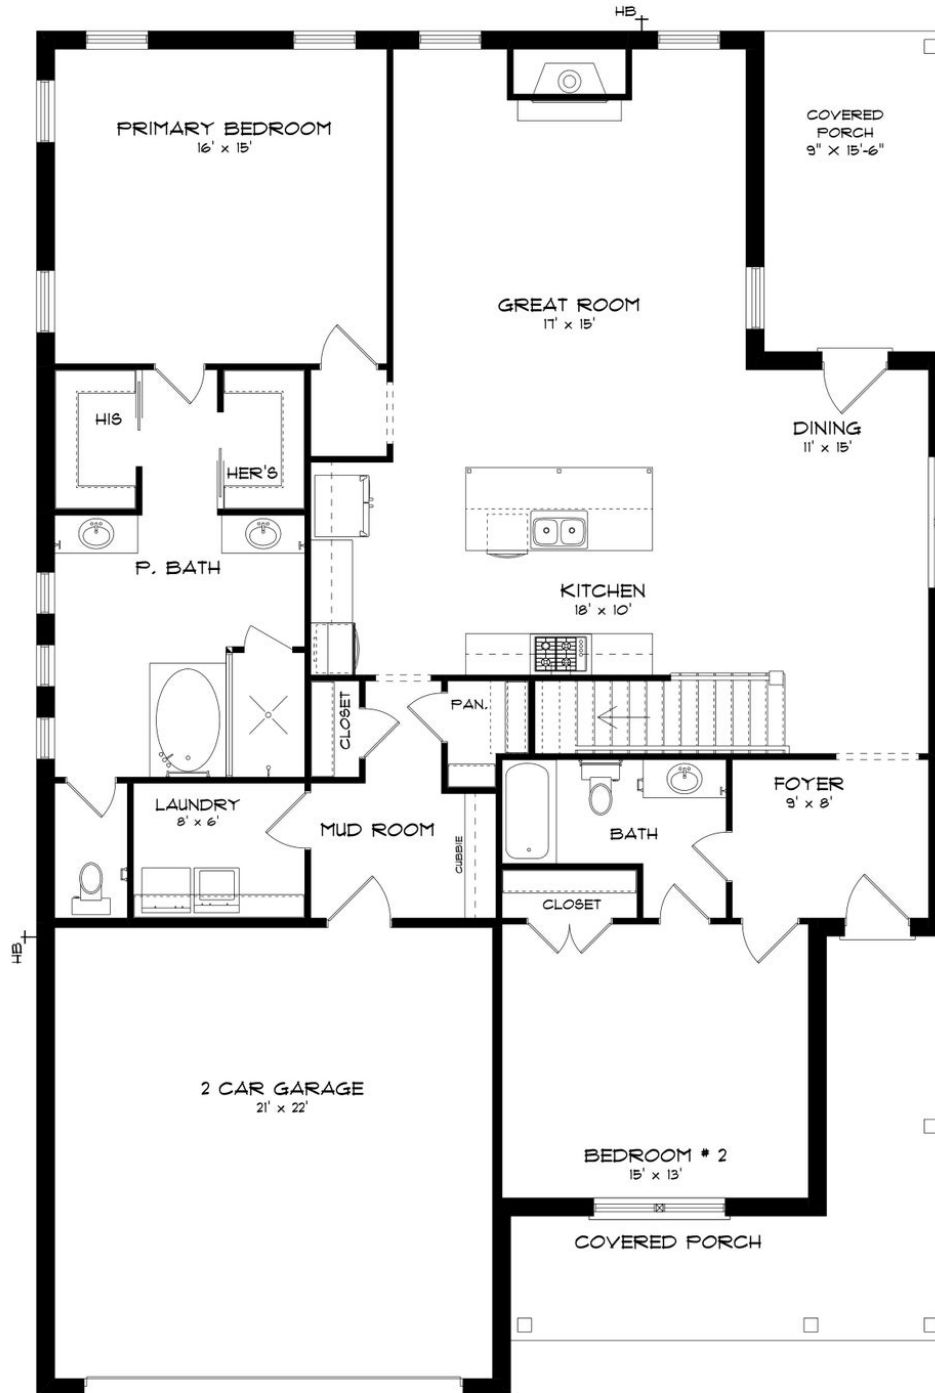 HB
PRIMARY BEDROOM
16' x 15'
COVERED
PORCH
9" X 15'-6"
GREAT ROOM
17' x 15'
HIS
HER'S
DINING
11' x 15'
P. BATH
KITCHEN
18' x 10'
CLOSET
PAN.
LAUNDRY
8' x 6'
MUD ROOM
CUBBIE
BATH
FOYER
9' x 8'
CLOSET
HB
2 CAR GARAGE
21' x 22'
BEDROOM # 2
15' x 13'
COVERED PORCH